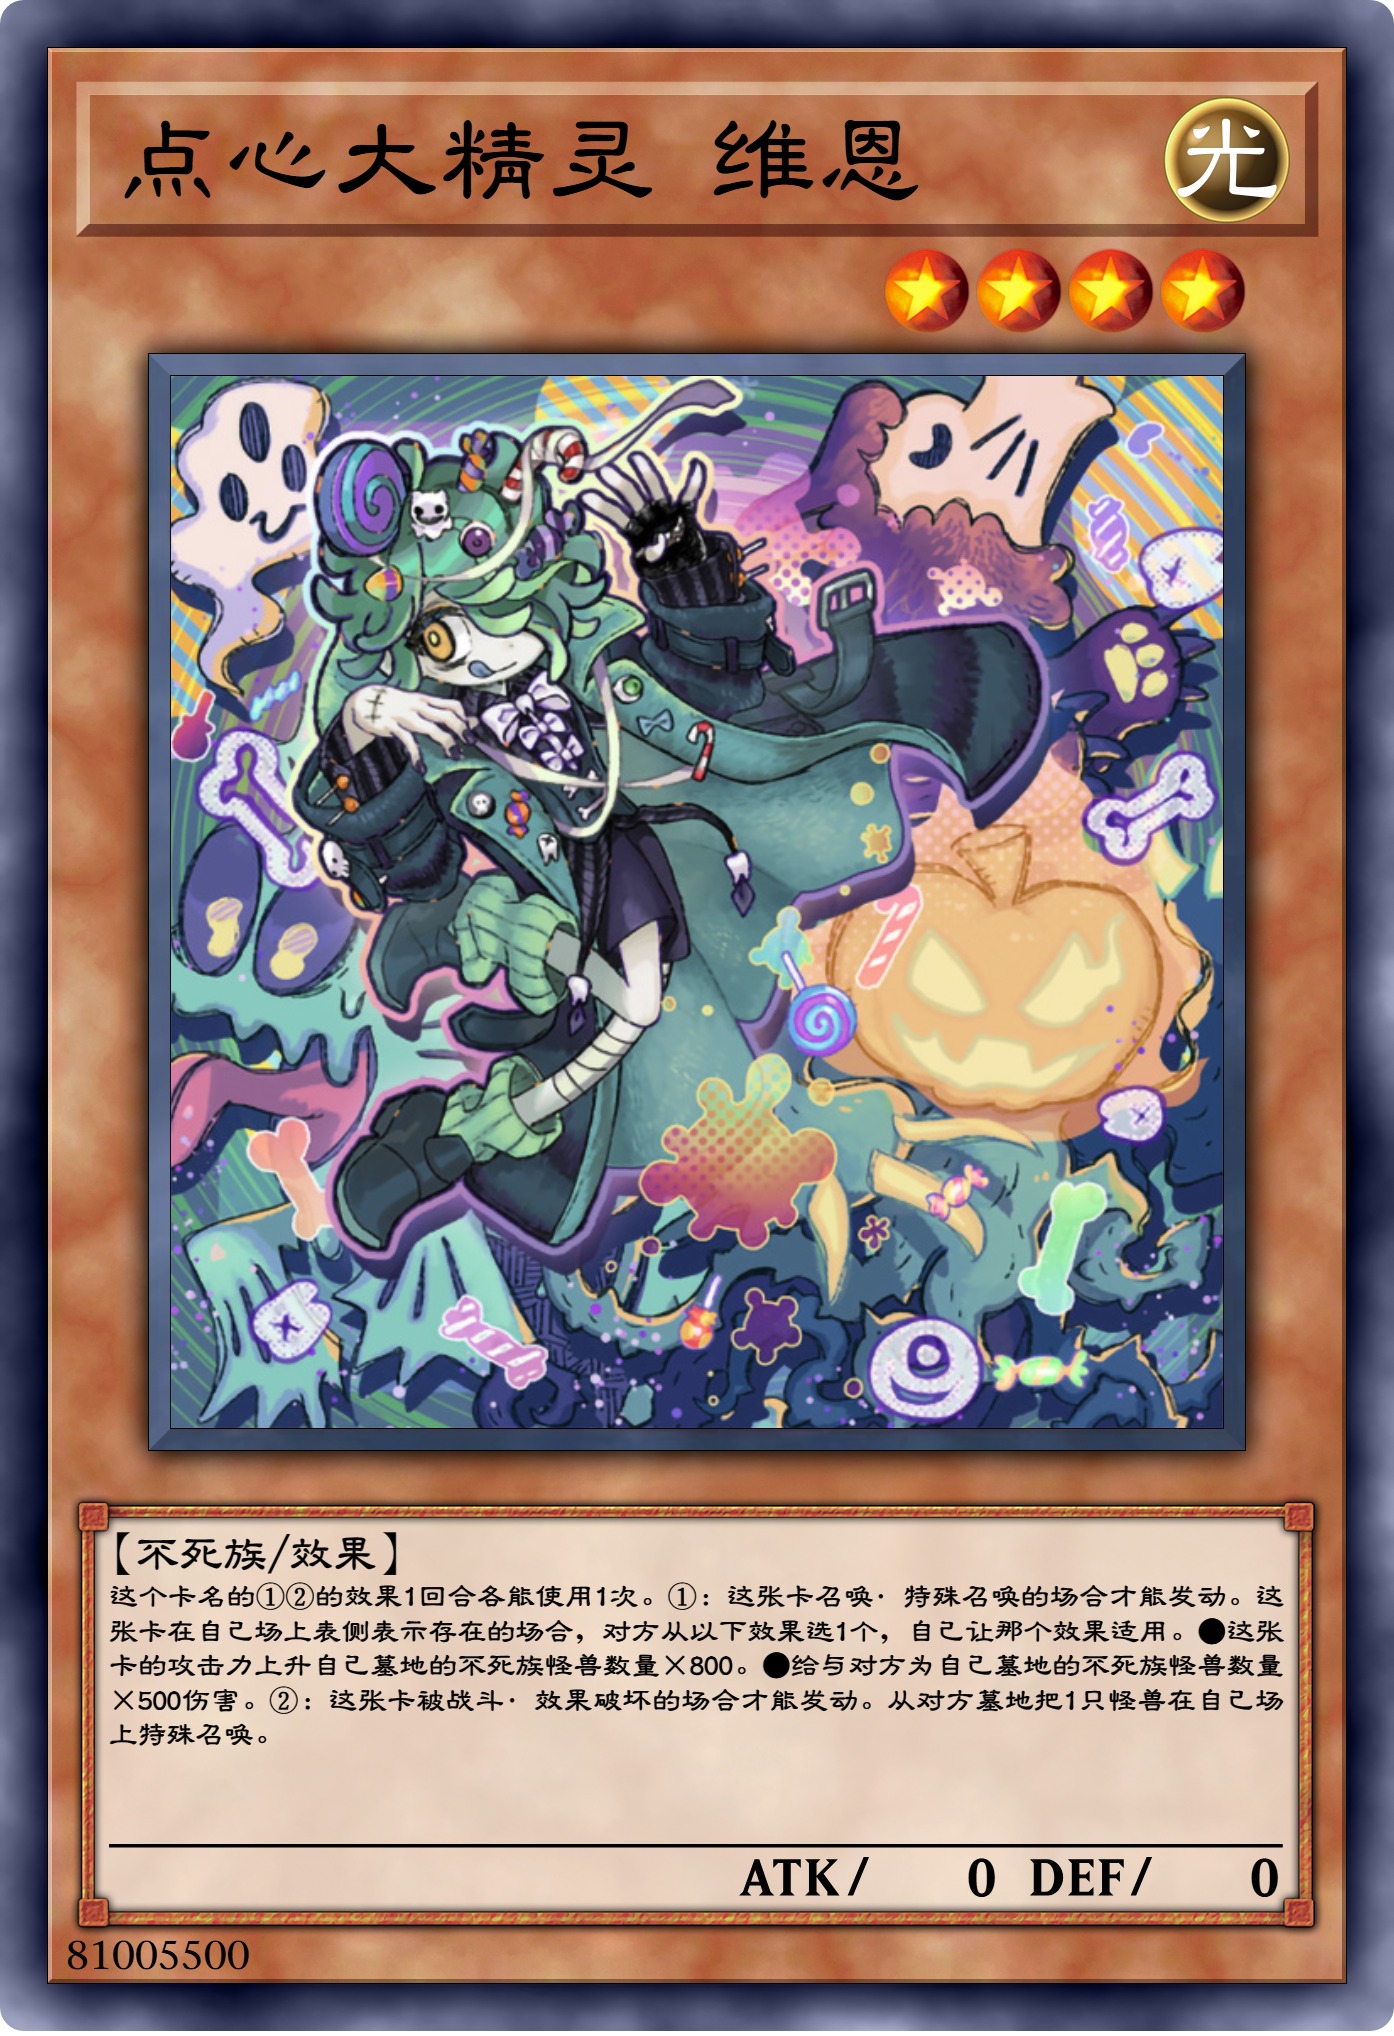 点心大精灵 维恩
光
【不死族/效果】
这个卡名的①②的效果1回合各能使用1次。①：这张卡召唤·特殊召唤的场合才能发动。这
张卡在自己场上表侧表示存在的场合，对方从以下效果选1个，自己让那个效果适用。●这张
卡的攻击力上升自己墓地的不死族怪兽数量×800。●给与对方为自己墓地的不死族怪兽数量
×500伤害。②：这张卡被战斗·效果破坏的场合才能发动。从对方墓地把1只怪兽在自己场
上特殊召唤。
ATK/ 0 DEF/ 0
81005500